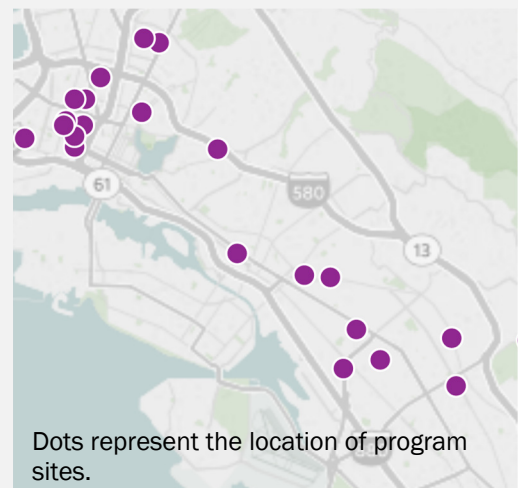 61
580
13
Dots represent the location of program
sites.